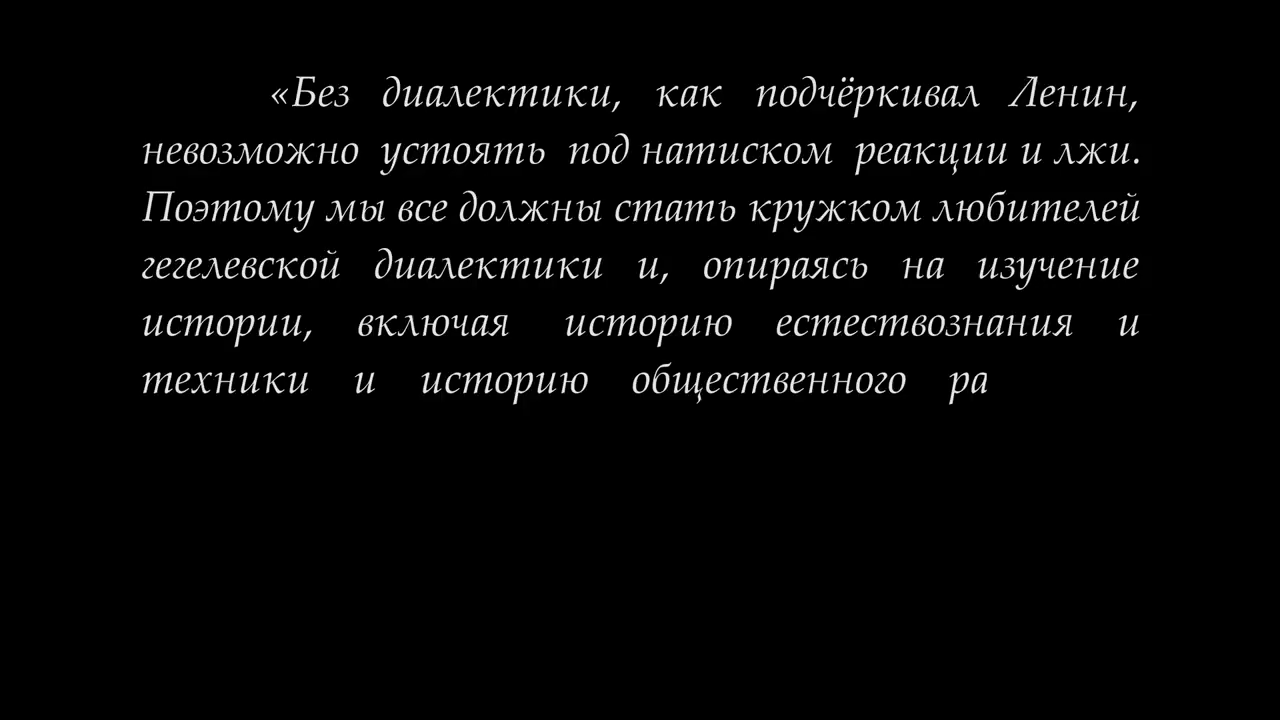 «Без диалектики, как подчёркивал Ленин,
невозможно устоять под натиском реакции и лжи.
Поэтому мы все должны стать кружком любителей
гегелевской диалектики и, опираясь на изучение
истории, включая историю естествознания и
техники и историю общественного ра